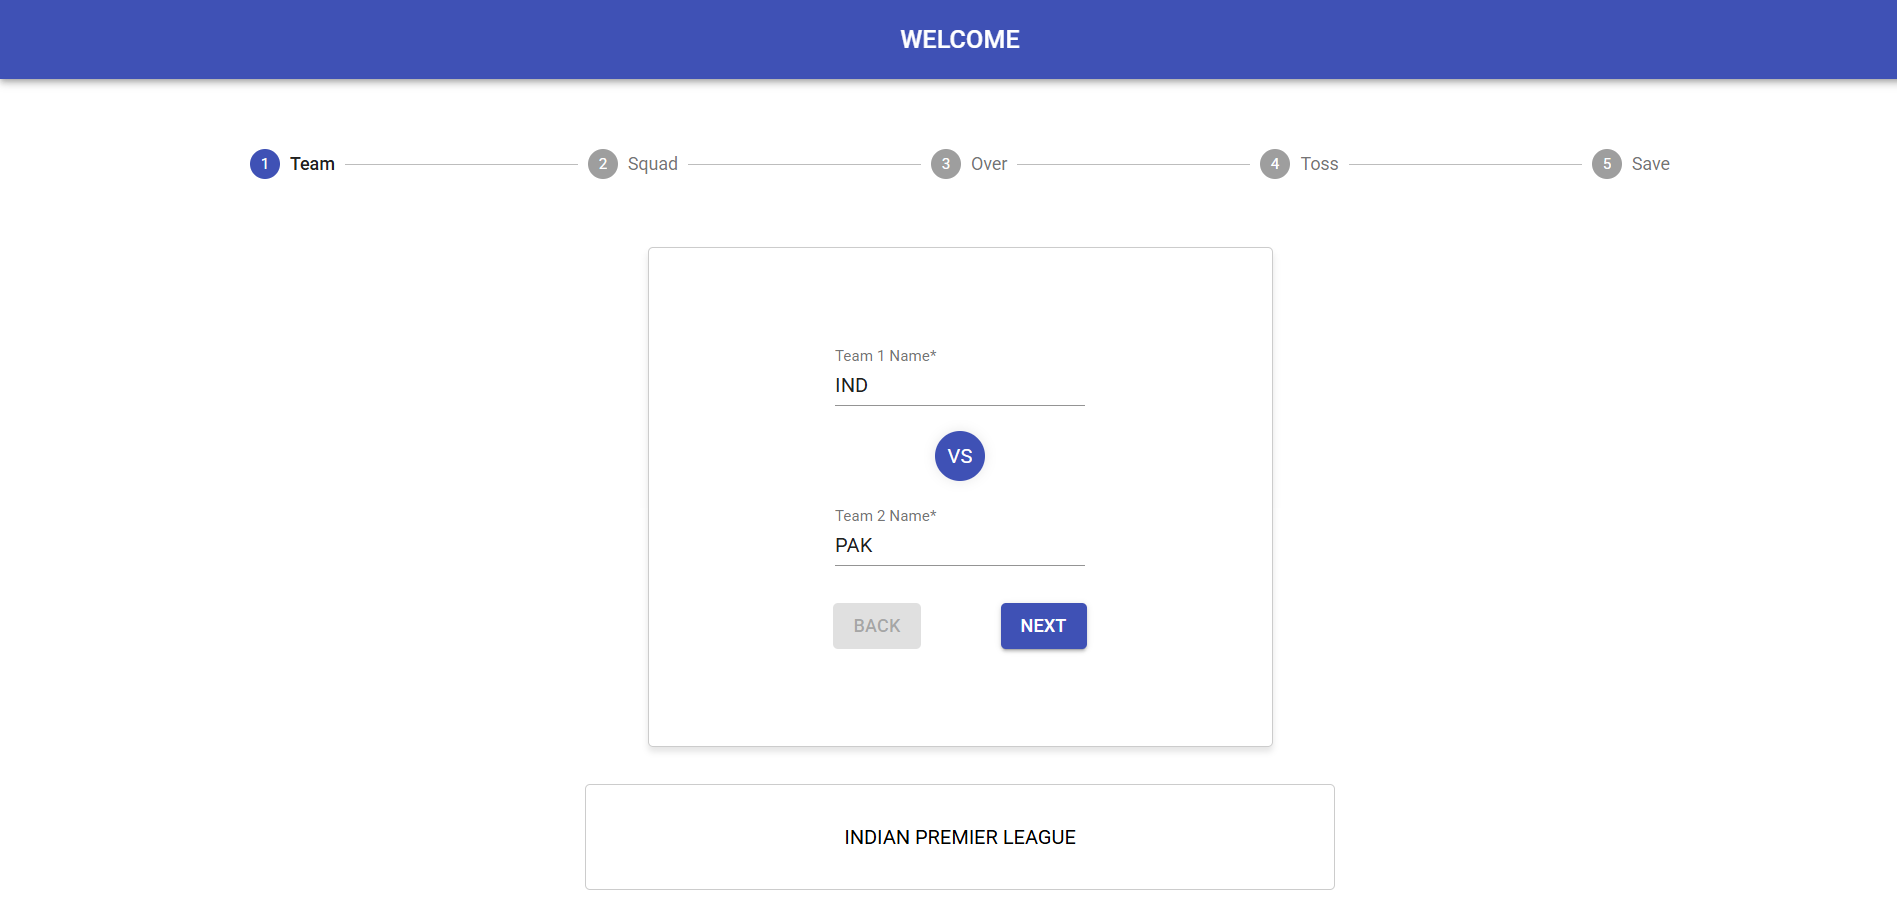 WELCOME
1 Team 2 Squad 3 Over 4 Toss 5 Save
Team 1 Name*
IND
VS
Team 2 Name*
PAK
BACK NEXT
INDIAN PREMIER LEAGUE